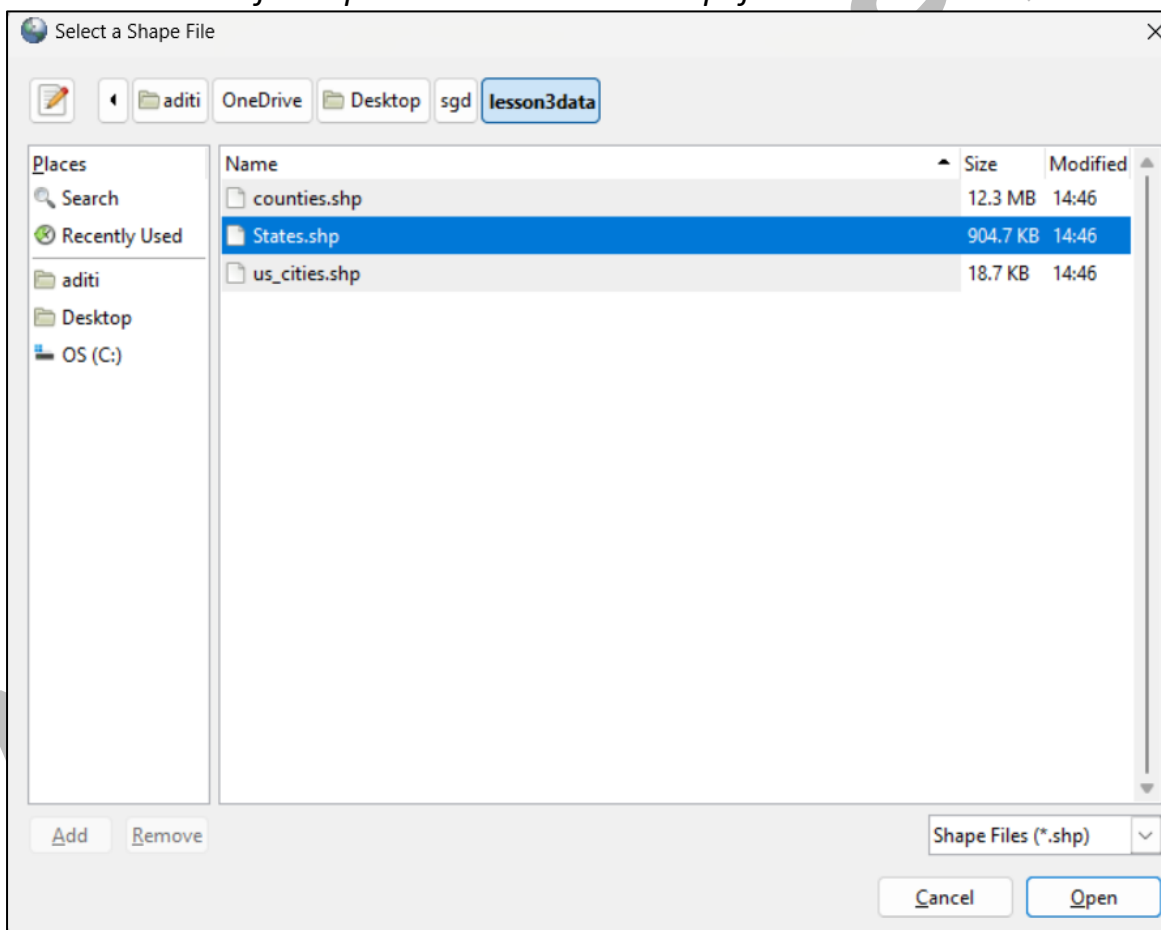 Select a Shape File
aditi OneDrive Desktop sgd lesson3data
Places
Search
Recently Used
aditi
Desktop
OS (C:)
Name Size Modified
counties.shp 12.3 MB 14:46
States.shp 904.7 KB 14:46
us_cities.shp 18.7 KB 14:46
Add Remove
Shape Files (*.shp)
Cancel Open